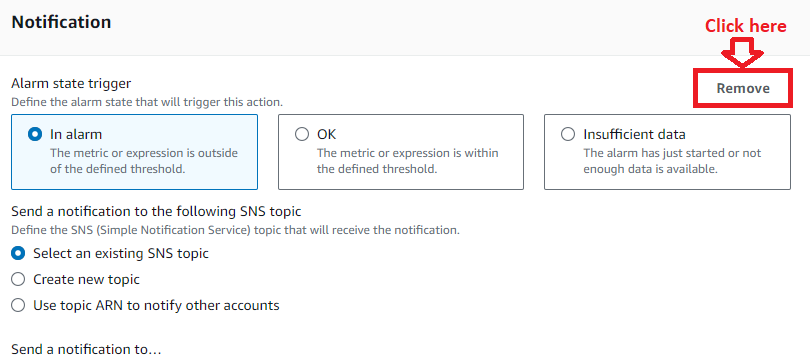 Notification
Click here
Alarm state trigger
Define the alarm state that will trigger this action.
Remove
In alarm
The metric or expression is outside
of the defined threshold.
OK
The metric or expression is within
the defined threshold.
Insufficient data
The alarm has just started or not
enough data is available.
Send a notification to the following SNS topic
Define the SNS (Simple Notification Service) topic that will receive the notification.
Select an existing SNS topic
Create new topic
Use topic ARN to notify other accounts
Send a notification to…